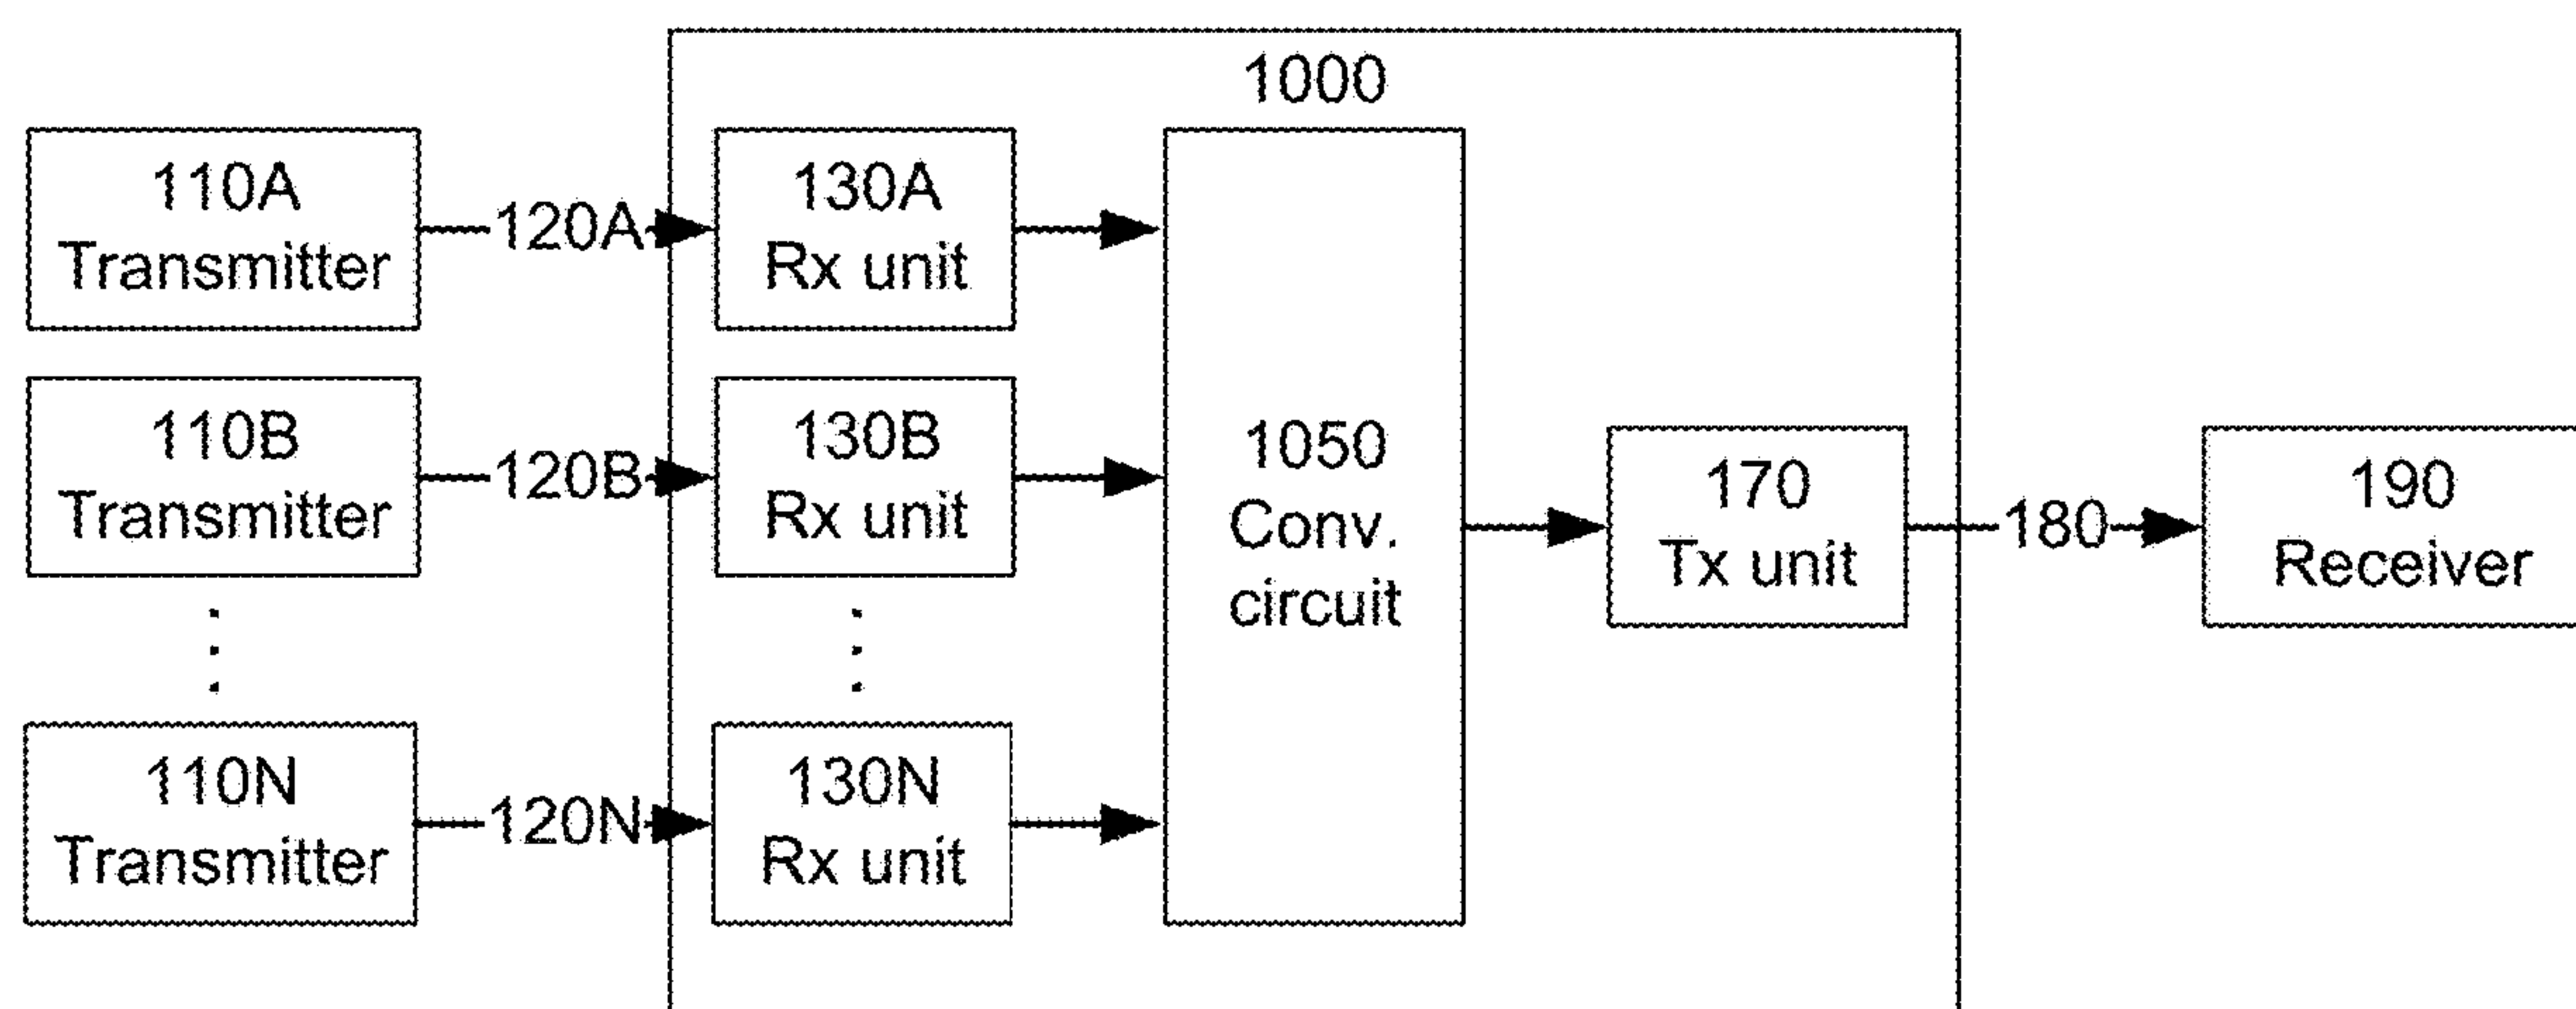 1000
110A
Transmitter
120A
130A
Rx unit
110B
Transmitter
120B
130B
Rx unit
110N
Transmitter
120N
130N
Rx unit
1050
Conv.
circuit
170
Tx unit
180
190
Receiver